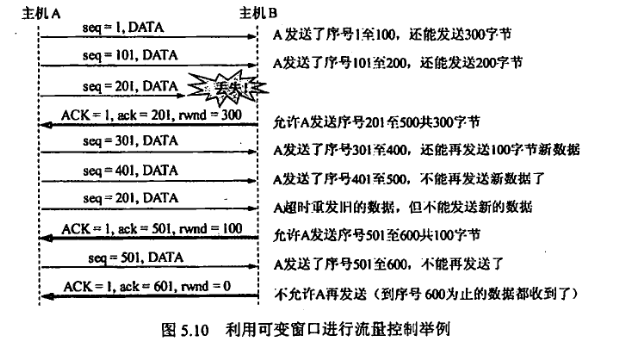 主机A 主机B
seq = 1, DATA A发送了序号1至100，还能发送300字节
seq = 101, DATA A发送了序号101至200，还能发送200字节
seq = 201, DATA 丢失!
ACK = 1, ack = 201, rwnd = 300 允许A发送序号201至500共300字节
seq = 301, DATA A发送了序号301至400，还能再发送100字节新数据
seq = 401, DATA A发送了序号401至500，不能再发送新数据了
seq = 201, DATA A超时重发旧的数据，但不能发送新的数据
ACK = 1, ack = 501, rwnd = 100 允许A发送序号501至600共100字节
seq = 501, DATA A发送了序号501至600，不能再发送了
ACK = 1, ack = 601, rwnd = 0 不允许A再发送（到序号600为止的数据都收到了）
图 5.10 利用可变窗口进行流量控制举例